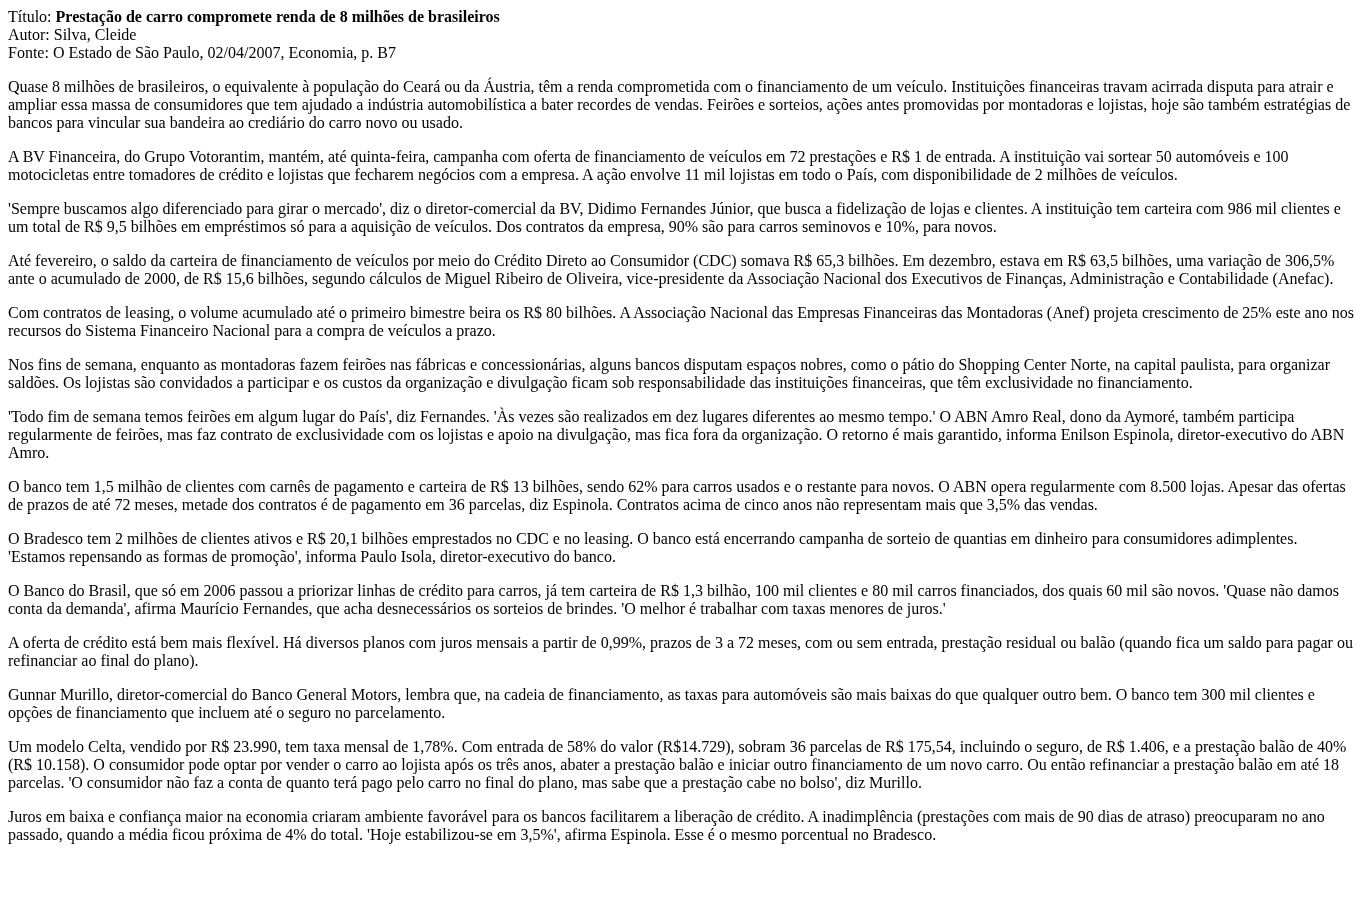 Título: Prestação de carro compromete renda de 8 milhões de brasileiros
Autor: Silva, Cleide
Fonte: O Estado de São Paulo, 02/04/2007, Economia, p. B7
Quase 8 milhões de brasileiros, o equivalente à população do Ceará ou da Áustria, têm a renda comprometida com o financiamento de um veículo. Instituições financeiras travam acirrada disputa para atrair e
ampliar essa massa de consumidores que tem ajudado a indústria automobilística a bater recordes de vendas. Feirões e sorteios, ações antes promovidas por montadoras e lojistas, hoje são também estratégias de
bancos para vincular sua bandeira ao crediário do carro novo ou usado.
A BV Financeira, do Grupo Votorantim, mantém, até quinta-feira, campanha com oferta de financiamento de veículos em 72 prestações e R$ 1 de entrada. A instituição vai sortear 50 automóveis e 100
motocicletas entre tomadores de crédito e lojistas que fecharem negócios com a empresa. A ação envolve 11 mil lojistas em todo o País, com disponibilidade de 2 milhões de veículos.
'Sempre buscamos algo diferenciado para girar o mercado', diz o diretor-comercial da BV, Didimo Fernandes Júnior, que busca a fidelização de lojas e clientes. A instituição tem carteira com 986 mil clientes e
um total de R$ 9,5 bilhões em empréstimos só para a aquisição de veículos. Dos contratos da empresa, 90% são para carros seminovos e 10%, para novos.
Até fevereiro, o saldo da carteira de financiamento de veículos por meio do Crédito Direto ao Consumidor (CDC) somava R$ 65,3 bilhões. Em dezembro, estava em R$ 63,5 bilhões, uma variação de 306,5%
ante o acumulado de 2000, de R$ 15,6 bilhões, segundo cálculos de Miguel Ribeiro de Oliveira, vice-presidente da Associação Nacional dos Executivos de Finanças, Administração e Contabilidade (Anefac).
Com contratos de leasing, o volume acumulado até o primeiro bimestre beira os R$ 80 bilhões. A Associação Nacional das Empresas Financeiras das Montadoras (Anef) projeta crescimento de 25% este ano nos
recursos do Sistema Financeiro Nacional para a compra de veículos a prazo.
Nos fins de semana, enquanto as montadoras fazem feirões nas fábricas e concessionárias, alguns bancos disputam espaços nobres, como o pátio do Shopping Center Norte, na capital paulista, para organizar
saldões. Os lojistas são convidados a participar e os custos da organização e divulgação ficam sob responsabilidade das instituições financeiras, que têm exclusividade no financiamento.
'Todo fim de semana temos feirões em algum lugar do País', diz Fernandes. 'Às vezes são realizados em dez lugares diferentes ao mesmo tempo.' O ABN Amro Real, dono da Aymoré, também participa
regularmente de feirões, mas faz contrato de exclusividade com os lojistas e apoio na divulgação, mas fica fora da organização. O retorno é mais garantido, informa Enilson Espinola, diretor-executivo do ABN
Amro.
O banco tem 1,5 milhão de clientes com carnês de pagamento e carteira de R$ 13 bilhões, sendo 62% para carros usados e o restante para novos. O ABN opera regularmente com 8.500 lojas. Apesar das ofertas
de prazos de até 72 meses, metade dos contratos é de pagamento em 36 parcelas, diz Espinola. Contratos acima de cinco anos não representam mais que 3,5% das vendas.
O Bradesco tem 2 milhões de clientes ativos e R$ 20,1 bilhões emprestados no CDC e no leasing. O banco está encerrando campanha de sorteio de quantias em dinheiro para consumidores adimplentes.
'Estamos repensando as formas de promoção', informa Paulo Isola, diretor-executivo do banco.
O Banco do Brasil, que só em 2006 passou a priorizar linhas de crédito para carros, já tem carteira de R$ 1,3 bilhão, 100 mil clientes e 80 mil carros financiados, dos quais 60 mil são novos. 'Quase não damos
conta da demanda', afirma Maurício Fernandes, que acha desnecessários os sorteios de brindes. 'O melhor é trabalhar com taxas menores de juros.'
A oferta de crédito está bem mais flexível. Há diversos planos com juros mensais a partir de 0,99%, prazos de 3 a 72 meses, com ou sem entrada, prestação residual ou balão (quando fica um saldo para pagar ou
refinanciar ao final do plano).
Gunnar Murillo, diretor-comercial do Banco General Motors, lembra que, na cadeia de financiamento, as taxas para automóveis são mais baixas do que qualquer outro bem. O banco tem 300 mil clientes e
opções de financiamento que incluem até o seguro no parcelamento.
Um modelo Celta, vendido por R$ 23.990, tem taxa mensal de 1,78%. Com entrada de 58% do valor (R$14.729), sobram 36 parcelas de R$ 175,54, incluindo o seguro, de R$ 1.406, e a prestação balão de 40%
(R$ 10.158). O consumidor pode optar por vender o carro ao lojista após os três anos, abater a prestação balão e iniciar outro financiamento de um novo carro. Ou então refinanciar a prestação balão em até 18
parcelas. 'O consumidor não faz a conta de quanto terá pago pelo carro no final do plano, mas sabe que a prestação cabe no bolso', diz Murillo.
Juros em baixa e confiança maior na economia criaram ambiente favorável para os bancos facilitarem a liberação de crédito. A inadimplência (prestações com mais de 90 dias de atraso) preocuparam no ano
passado, quando a média ficou próxima de 4% do total. 'Hoje estabilizou-se em 3,5%', afirma Espinola. Esse é o mesmo porcentual no Bradesco.